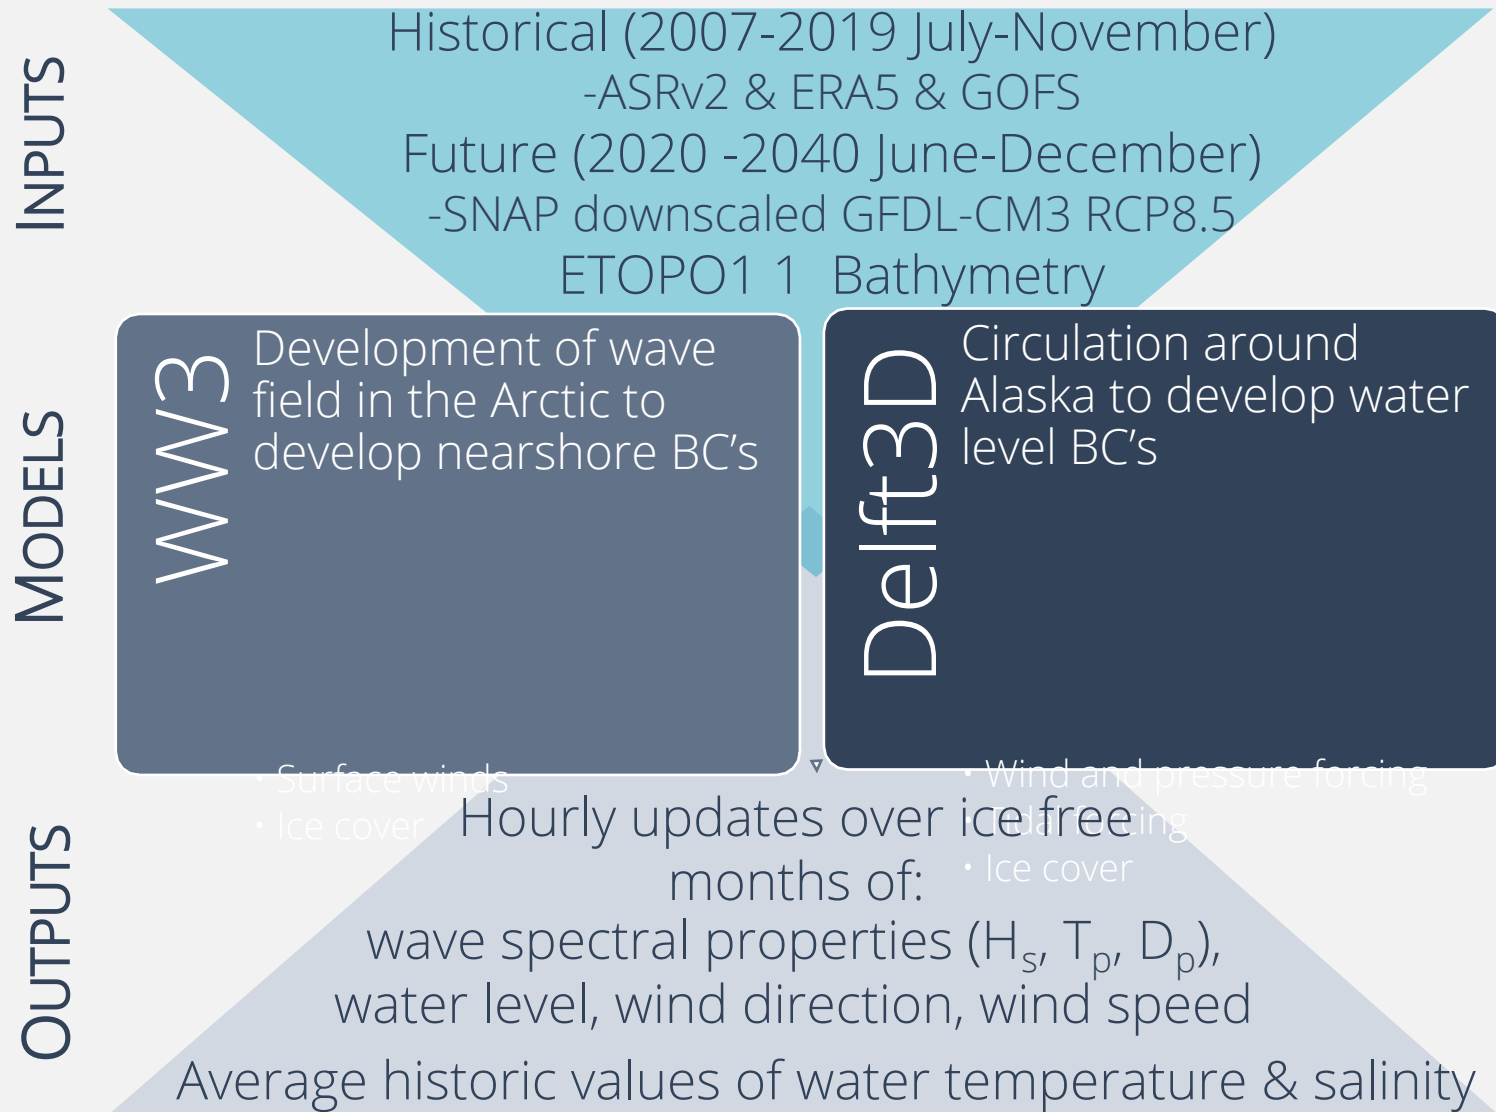 INPUTS
Historical (2007-2019 July-November)
-ASRv2 & ERA5 & GOFS
Future (2020 -2040 June-December)
-SNAP downscaled GFDL-CM3 RCP8.5
ETOPO1 1 Bathymetry
MODELS
WW3
Development of wave
field in the Arctic to
develop nearshore BC’s
• Surface winds
• Ice cover
Delft3D
Circulation around
Alaska to develop water
level BC’s
• Wind and pressure forcing
• Tidal forcing
• Ice cover
OUTPUTS
Hourly updates over ice free
months of:
wave spectral properties (Hs, Tp, Dp),
water level, wind direction, wind speed
Average historic values of water temperature & salinity